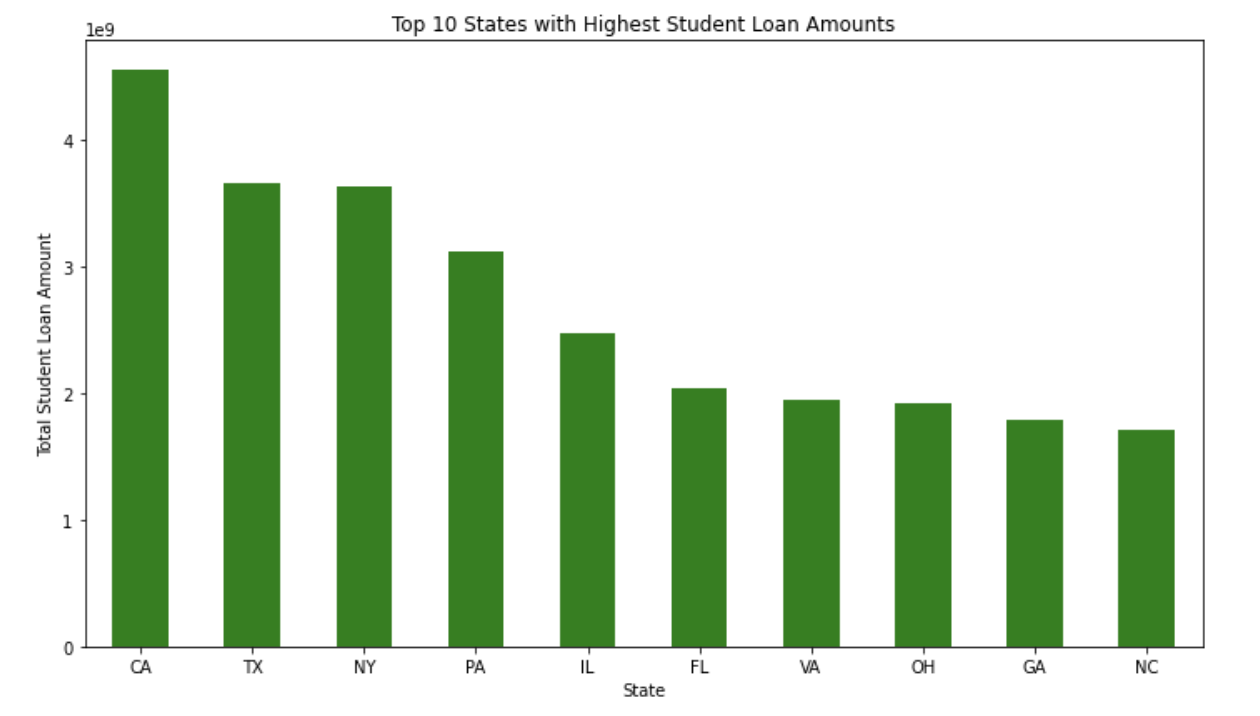 Top 10 States with Highest Student Loan Amounts
1e9
4
3
2
1
0
Total Student Loan Amount
CA TX NY PA IL FL VA OH GA NC
State